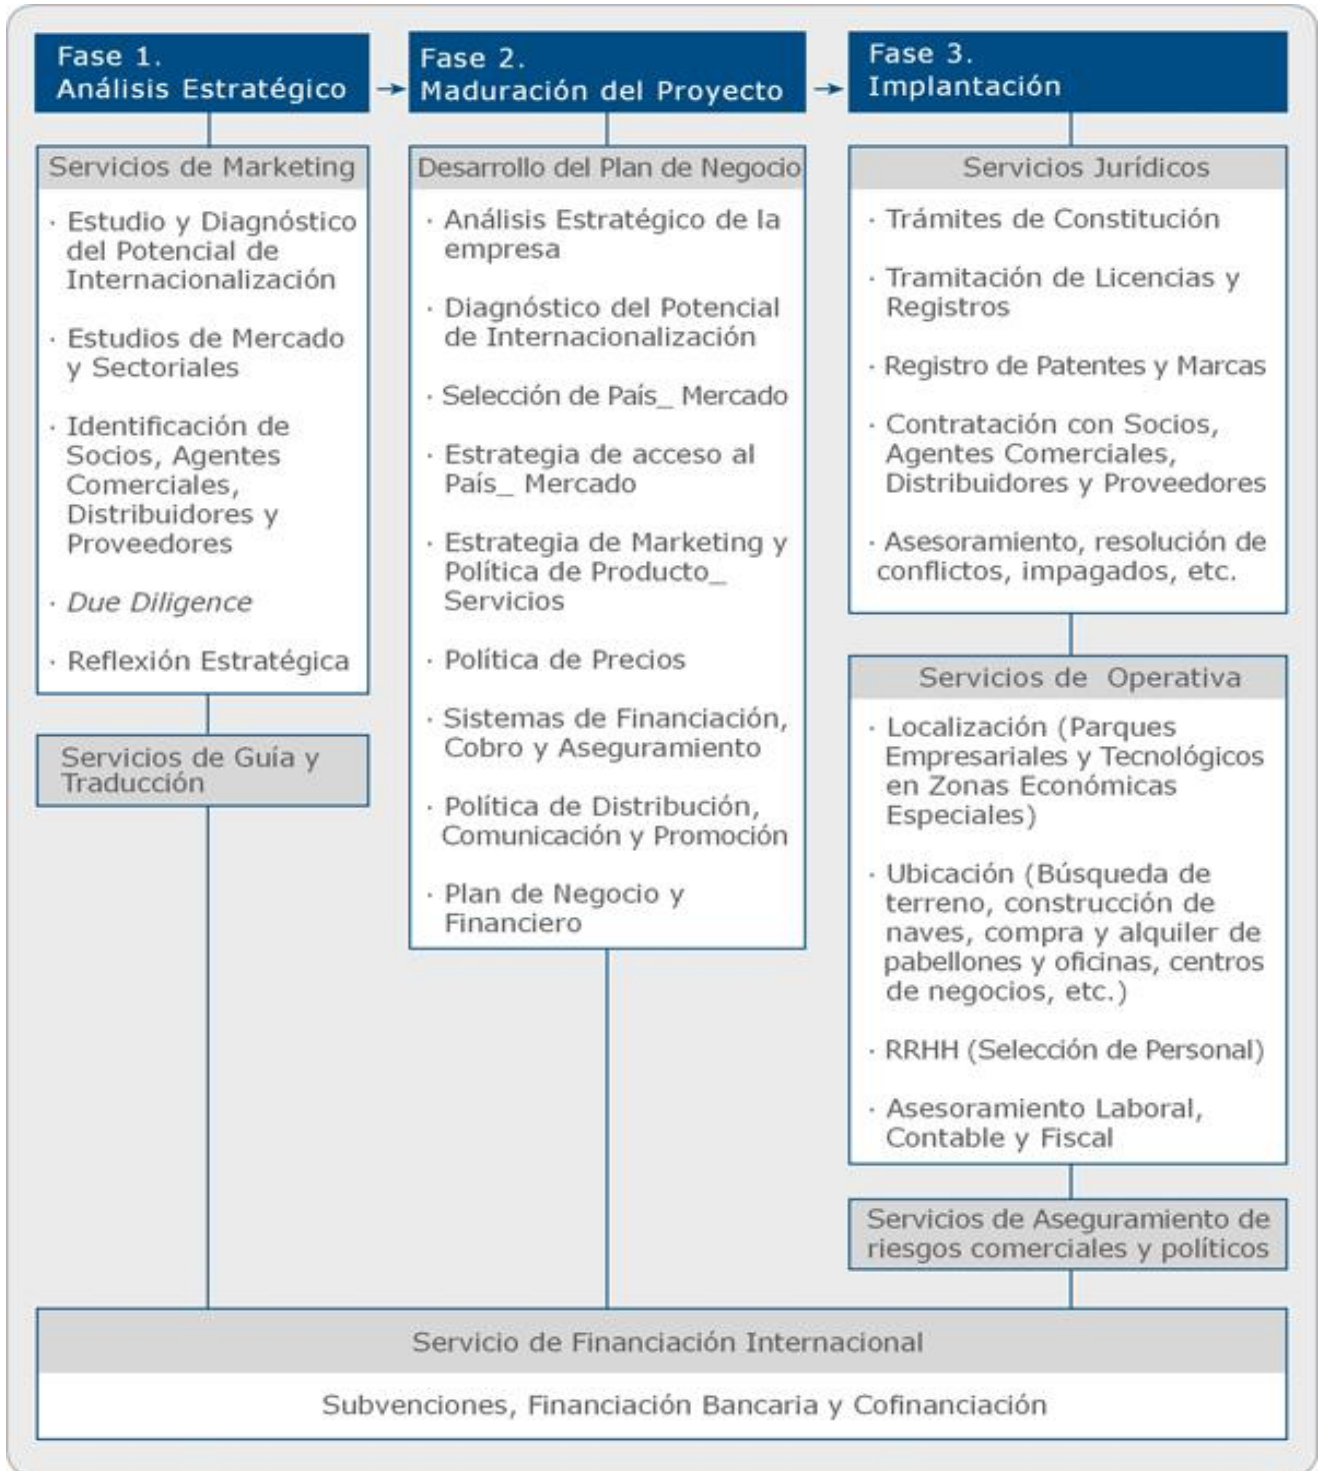 Fase 1.
Análisis Estratégico
Servicios de Marketing
· Estudio y Diagnóstico
del Potencial de
Internacionalización
· Estudios de Mercado
y Sectoriales
· Identificación de
Socios, Agentes
Comerciales,
Distribuidores y
Proveedores
· Due Diligence
· Reflexión Estratégica
Servicios de Guía y
Traducción
Fase 2.
Maduración del Proyecto
Desarrollo del Plan de Negocio
· Análisis Estratégico de la
empresa
· Diagnóstico del Potencial
de Internacionalización
· Selección de País_ Mercado
· Estrategia de acceso al
País_ Mercado
· Estrategia de Marketing y
Política de Producto_
Servicios
· Política de Precios
· Sistemas de Financiación,
Cobro y Aseguramiento
· Política de Distribución,
Comunicación y Promoción
· Plan de Negocio y
Financiero
Fase 3.
Implantación
Servicios Jurídicos
· Trámites de Constitución
· Tramitación de Licencias y
Registros
· Registro de Patentes y Marcas
· Contratación con Socios,
Agentes Comerciales,
Distribuidores y Proveedores
· Asesoramiento, resolución de
conflictos, impagados, etc.
Servicios de Operativa
· Localización (Parques
Empresariales y Tecnológicos
en Zonas Económicas
Especiales)
· Ubicación (Búsqueda de
terreno, construcción de
naves, compra y alquiler de
pabellones y oficinas, centros
de negocios, etc.)
· RRHH (Selección de Personal)
· Asesoramiento Laboral,
Contable y Fiscal
Servicios de Aseguramiento de
riesgos comerciales y políticos
Servicio de Financiación Internacional
Subvenciones, Financiación Bancaria y Cofinanciación